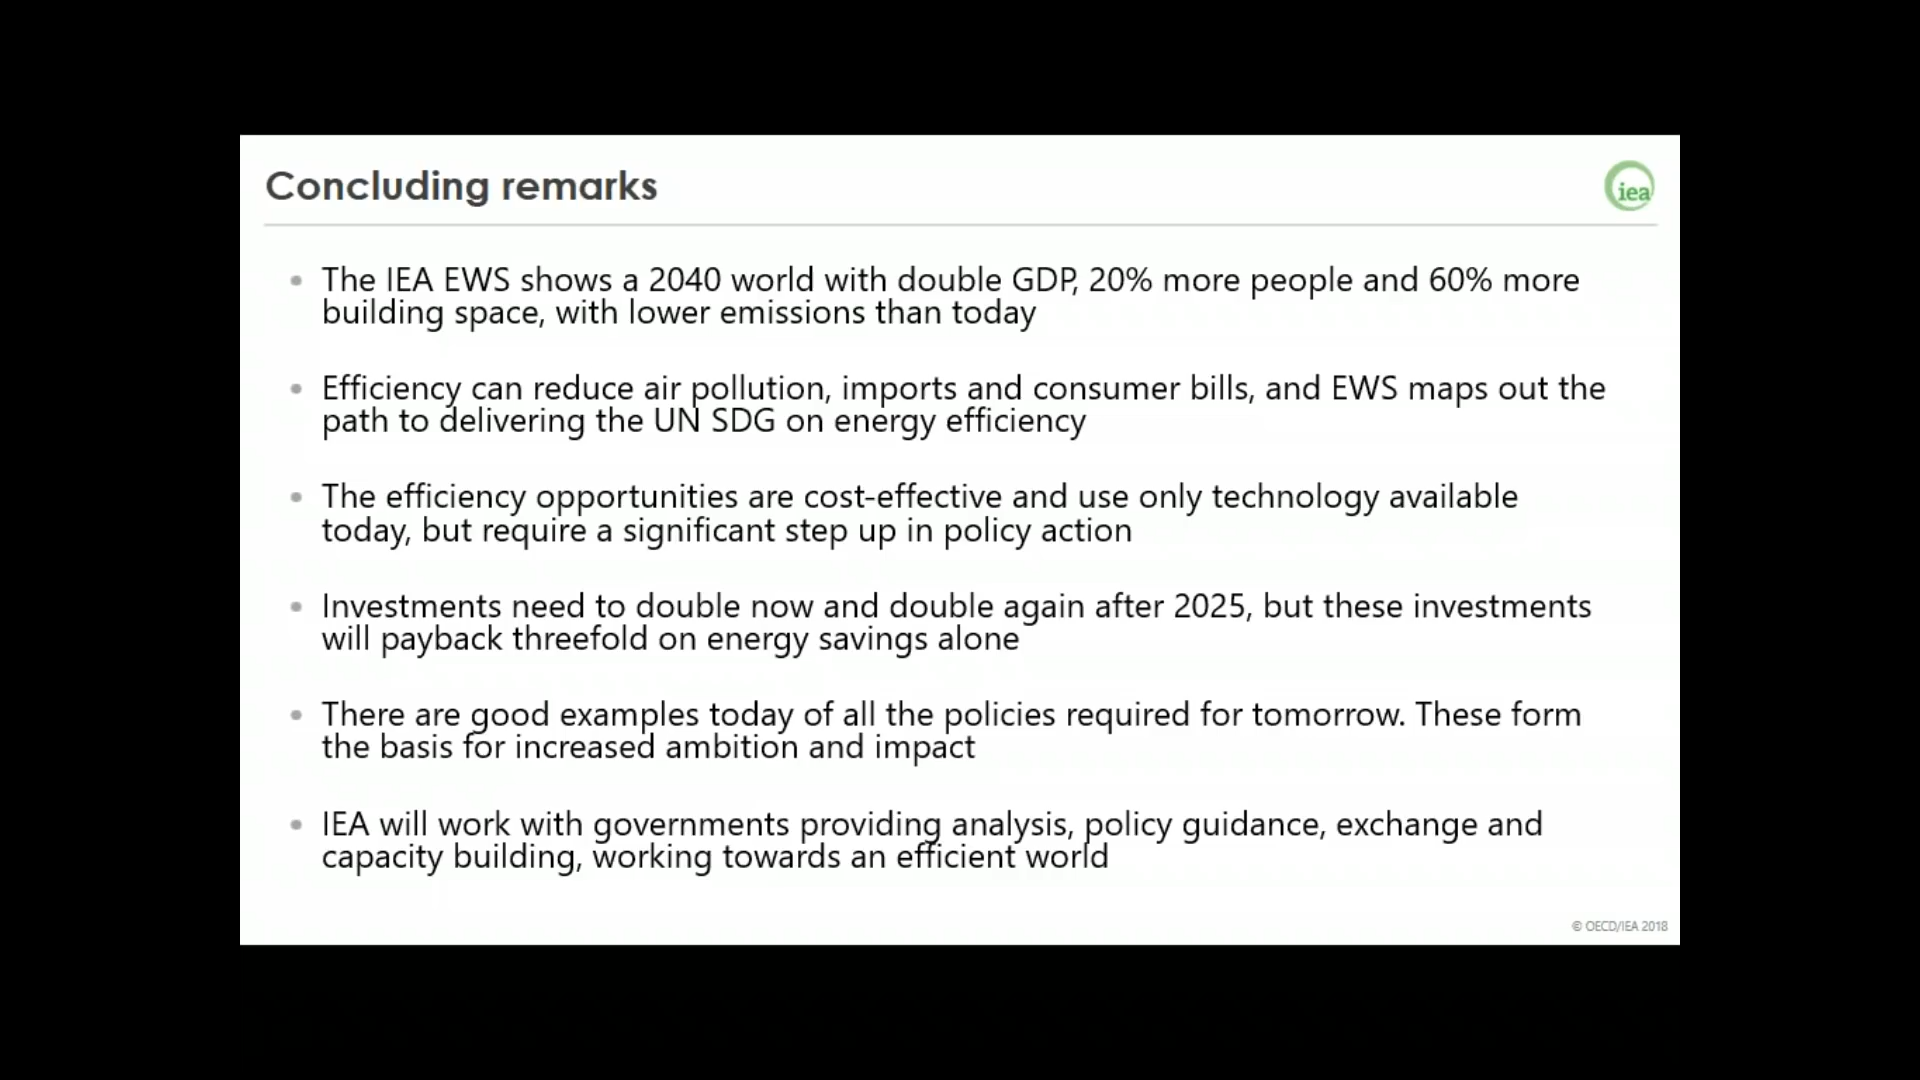 Concluding remarks
iea
• The IEA EWS shows a 2040 world with double GDP, 20% more people and 60% more
building space, with lower emissions than today
• Efficiency can reduce air pollution, imports and consumer bills, and EWS maps out the
path to delivering the UN SDG on energy efficiency
• The efficiency opportunities are cost-effective and use only technology available
today, but require a significant step up in policy action
• Investments need to double now and double again after 2025, but these investments
will payback threefold on energy savings alone
• There are good examples today of all the policies required for tomorrow. These form
the basis for increased ambition and impact
• IEA will work with governments providing analysis, policy guidance, exchange and
capacity building, working towards an efficient world
© OECD/IEA 2018